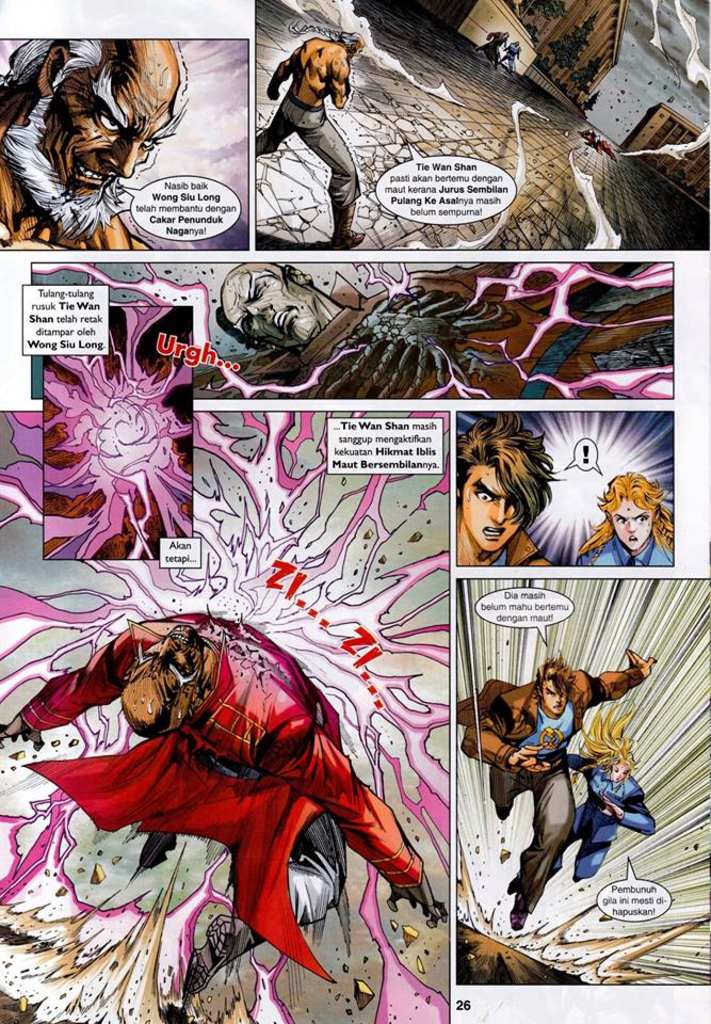 Nasib baik
Wong Siu Long
telah membantu dengan
Cakar Penunduk
Naganya!
Tie Wan Shan
pasti akan bertemu dengan
maut kerana Jurus Sembilan
Pulang Ke Asalnya masih
belum sempurna!
Tulang-tulang
rusuk Tie Wan
Shan telah retak
ditampar oleh
Wong Siu Long.
Urgh...
Akan
tetapi...
...Tie Wan Shan masih
sanggup mengaktifkan
kekuatan Hikmat Iblis
Maut Bersembilannya.
ZI... ZI...
!
Dia masih
belum mahu bertemu
dengan maut!
Pembunuh
gila ini mesti di-
hapuskan!
26